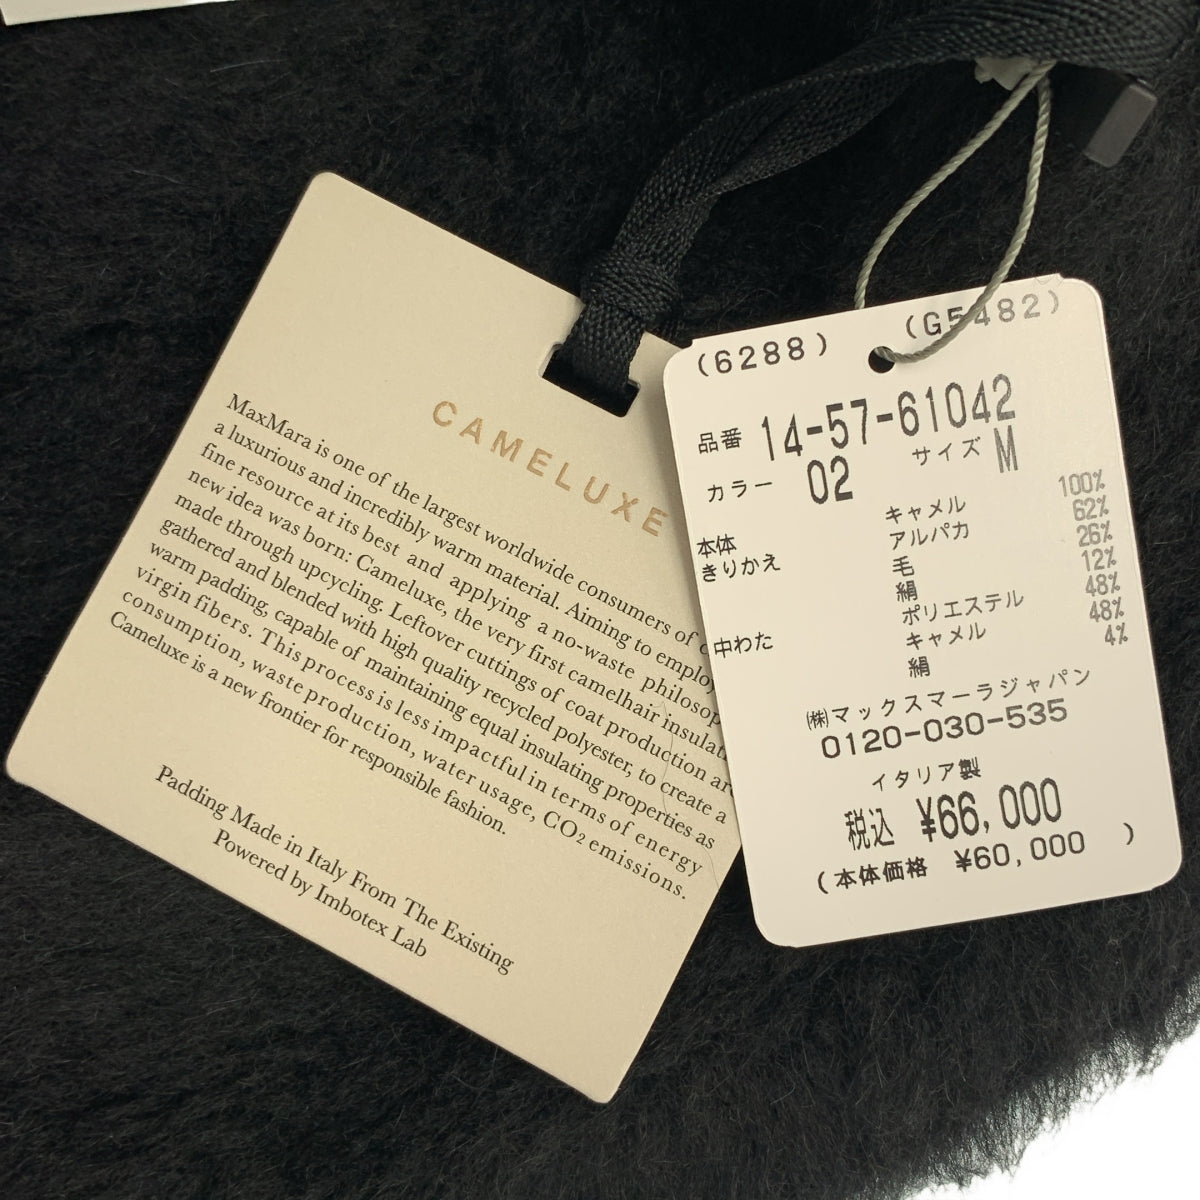 CAMELUXE
MaxMara is one of the largest worldwide consumers of
a luxurious and incredibly warm material. Aiming to employ
fine resource at its best and applying a no-waste philosop
new idea was born: Cameluxe, the very first camelhair insulat
made through upcycling. Leftover cuttings of coat production are
gathered and blended with high quality recycled polyester, to create a
warm padding, capable of maintaining equal insulating properties as
virgin fibers. This process is less impactful in terms of energy
consumption, waste production, water usage, CO2 emissions.
Cameluxe is a new frontier for responsible fashion.
Padding Made in Italy From The Existing
Powered by Imbotex Lab
(6288) (G5482)
品番 14-57-61042
カラー 02 サイズ M
本体 キャメル 100%
きりかえ アルパカ 62%
毛 26%
絹 12%
中わた ポリエステル 48%
キャメル 48%
絹 4%
㈱マックスマーラジャパン
0120-030-535
イタリア製
税込 ¥66,000
(本体価格 ¥60,000 )